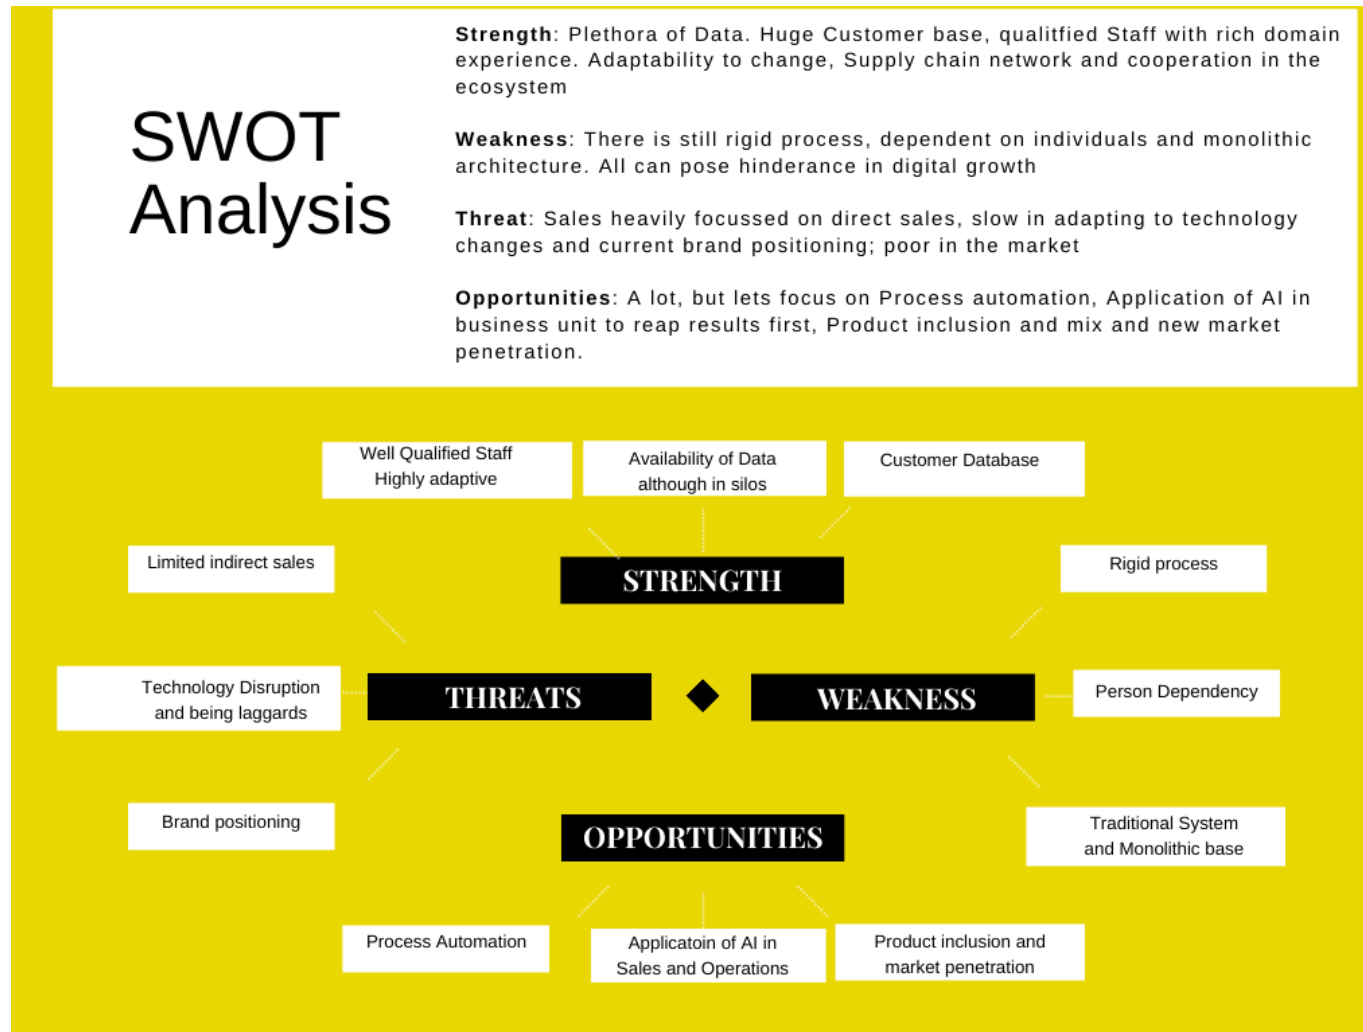 SWOT
Analysis
Strength: Plethora of Data. Huge Customer base, qualitfied Staff with rich domain
experience. Adaptability to change, Supply chain network and cooperation in the
ecosystem
Weakness: There is still rigid process, dependent on individuals and monolithic
architecture. All can pose hinderance in digital growth
Threat: Sales heavily focussed on direct sales, slow in adapting to technology
changes and current brand positioning; poor in the market
Opportunities: A lot, but lets focus on Process automation, Application of AI in
business unit to reap results first, Product inclusion and mix and new market
penetration.
Well Qualified Staff
Highly adaptive
Availability of Data
although in silos
Customer Database
STRENGTH
Limited indirect sales
Technology Disruption
and being laggards
Brand positioning
THREATS
WEAKNESS
Rigid process
Person Dependency
Traditional System
and Monolithic base
OPPORTUNITIES
Process Automation
Applicatoin of AI in
Sales and Operations
Product inclusion and
market penetration